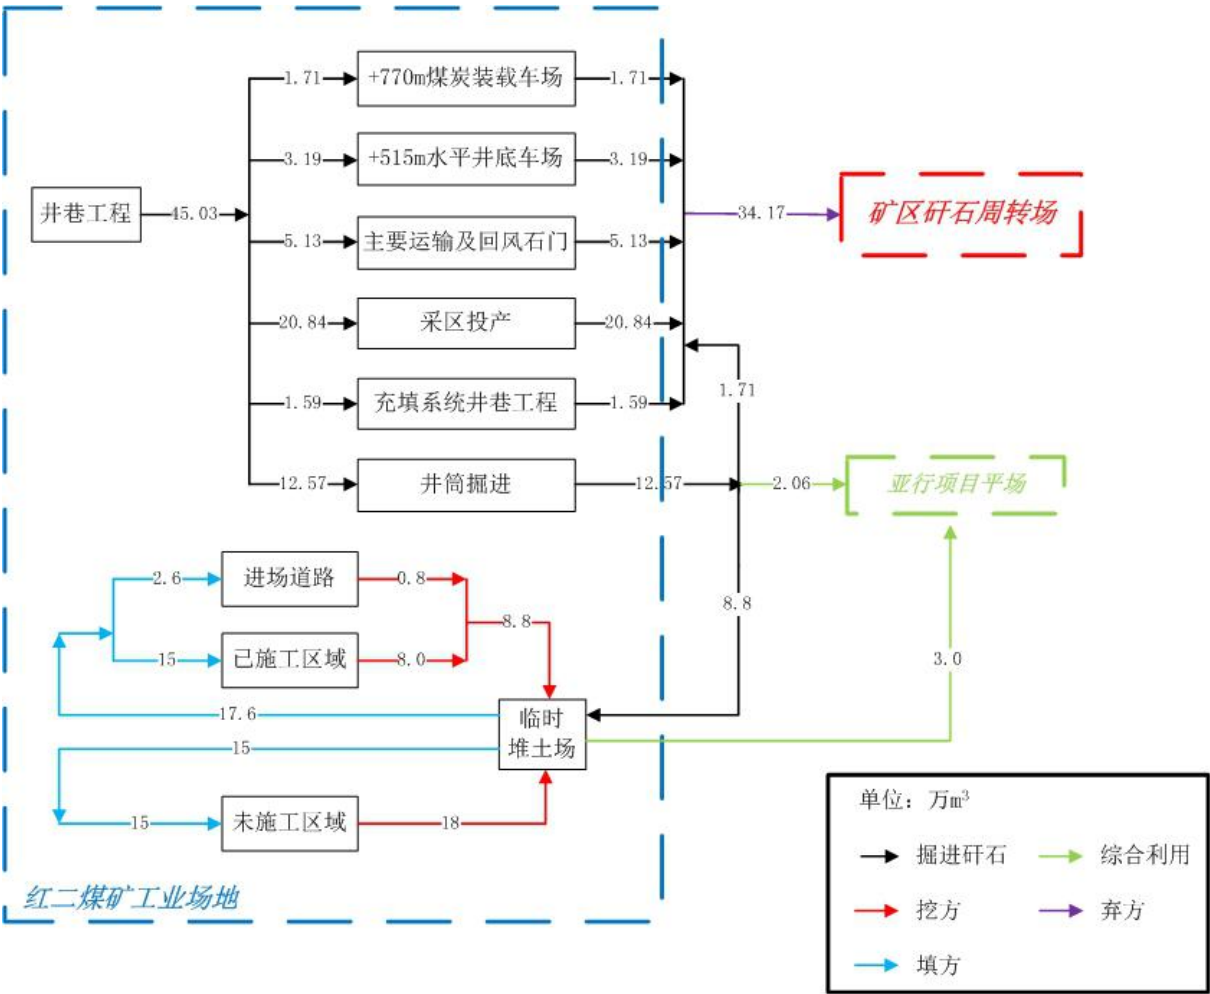 1.71 +770m煤炭装载车场 1.71
3.19 +515m水平井底车场 3.19
井巷工程 45.03 34.17 矿区矸石周转场
5.13 主要运输及回风石门 5.13
20.84 采区投产 20.84
1.71
1.59 充填系统井巷工程 1.59
12.57 井筒掘进 12.57 2.06 亚行项目平场
2.6 进场道路 0.8
8.8
8.8
15 已施工区域 8.0 3.0
17.6 临时
15 堆土场
15 未施工区域 18
单位：万m³
掘进矸石 综合利用
挖方 弃方
填方
红二煤矿工业场地